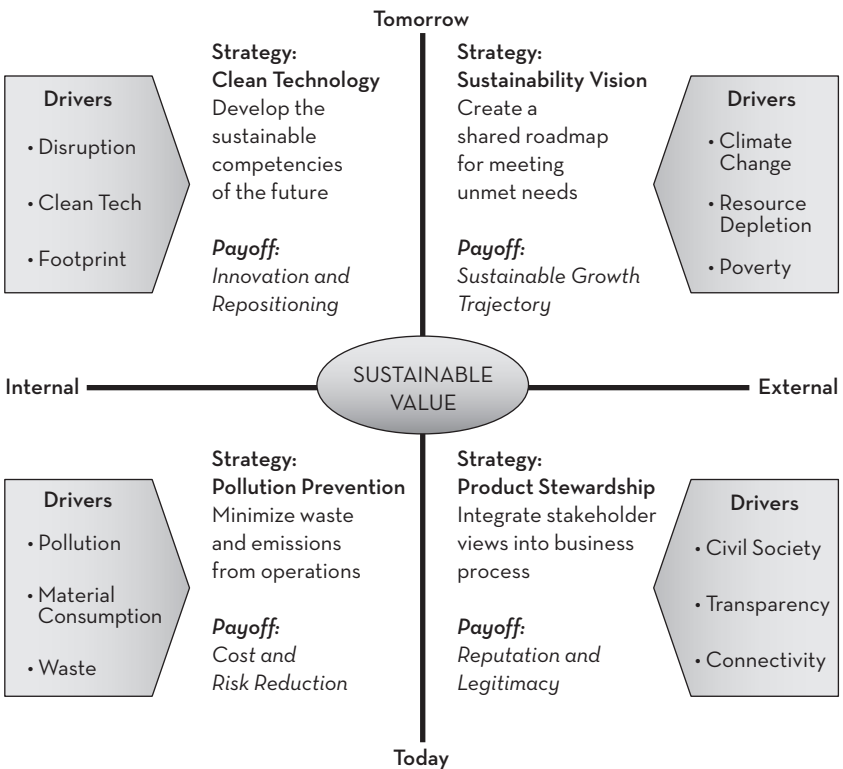 Tomorrow
Drivers
• Disruption
• Clean Tech
• Footprint
Strategy:
Clean Technology
Develop the
sustainable
competencies
of the future
Payoff:
Innovation and
Repositioning
Strategy:
Sustainability Vision
Create a
shared roadmap
for meeting
unmet needs
Payoff:
Sustainable Growth
Trajectory
Drivers
• Climate
Change
• Resource
Depletion
• Poverty
Internal
SUSTAINABLE
VALUE
External
Drivers
• Pollution
• Material
Consumption
• Waste
Strategy:
Pollution Prevention
Minimize waste
and emissions
from operations
Payoff:
Cost and
Risk Reduction
Strategy:
Product Stewardship
Integrate stakeholder
views into business
process
Payoff:
Reputation and
Legitimacy
Drivers
• Civil Society
• Transparency
• Connectivity
Today